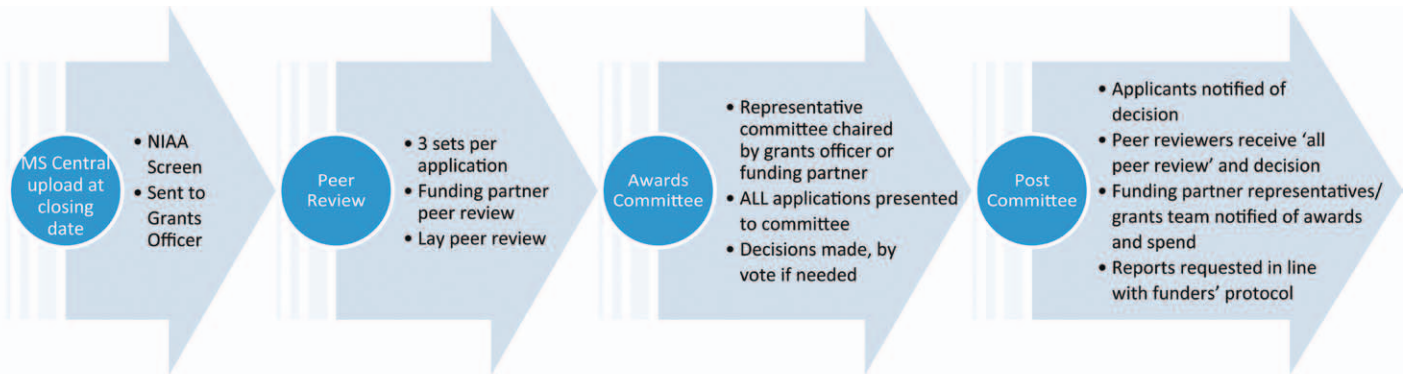 MS Central
upload at
closing
date
• NIAA
Screen
• Sent to
Grants
Officer
Peer
Review
• 3 sets per
application
• Funding partner
peer review
• Lay peer review
Awards
Committee
• Representative
committee chaired
by grants officer or
funding partner
• ALL applications presented
to committee
• Decisions made, by
vote if needed
Post
Committee
• Applicants notified of
decision
• Peer reviewers receive ‘all
peer review’ and decision
• Funding partner representatives/
grants team notified of awards
and spend
• Reports requested in line
with funders’ protocol